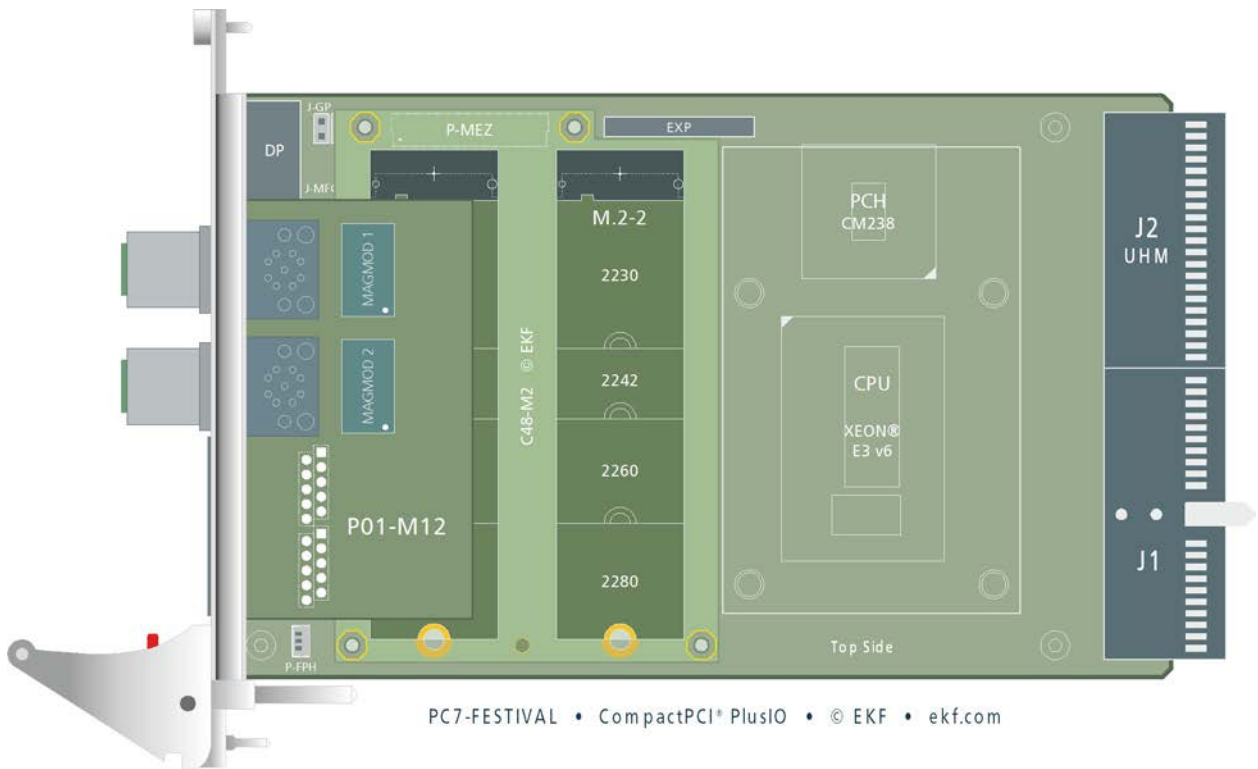 J-GP
P-MEZ
EXP
DP
J-MFG
M.2-2
PCH
CM238
J2
UHM
MAGMOD 1
2230
C48-M2 © EKF
MAGMOD 2
2242
CPU
XEON®
E3 v6
2260
P01-M12
J1
2280
P-FPH
Top Side
PC7-FESTIVAL • CompactPCI® PlusIO • © EKF • ekf.com